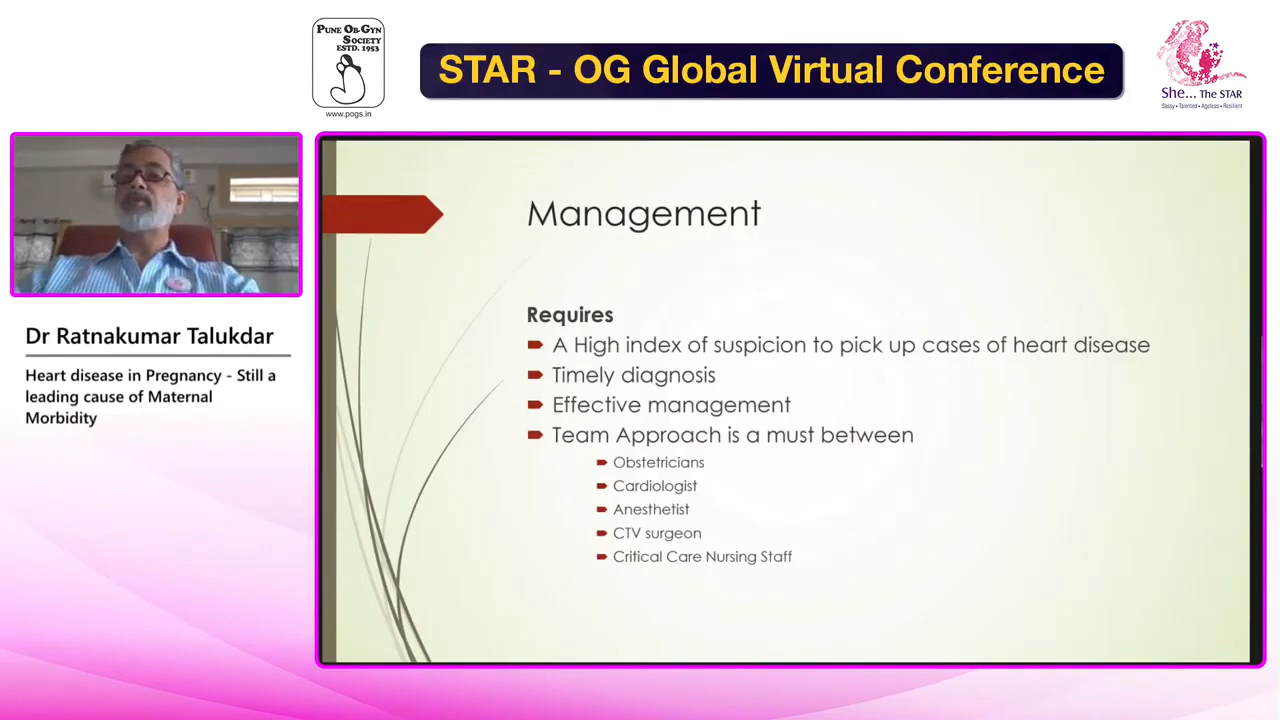 PUNE OB-GYN
SOCIETY
ESTD. 1953
www.pogs.in
STAR - OG Global Virtual Conference
She... The STAR
Sassy • Talented • Ageless • Resilient
Dr Ratnakumar Talukdar
Heart disease in Pregnancy - Still a
leading cause of Maternal
Morbidity
Management
Requires
A High index of suspicion to pick up cases of heart disease
Timely diagnosis
Effective management
Team Approach is a must between
Obstetricians
Cardiologist
Anesthetist
CTV surgeon
Critical Care Nursing Staff